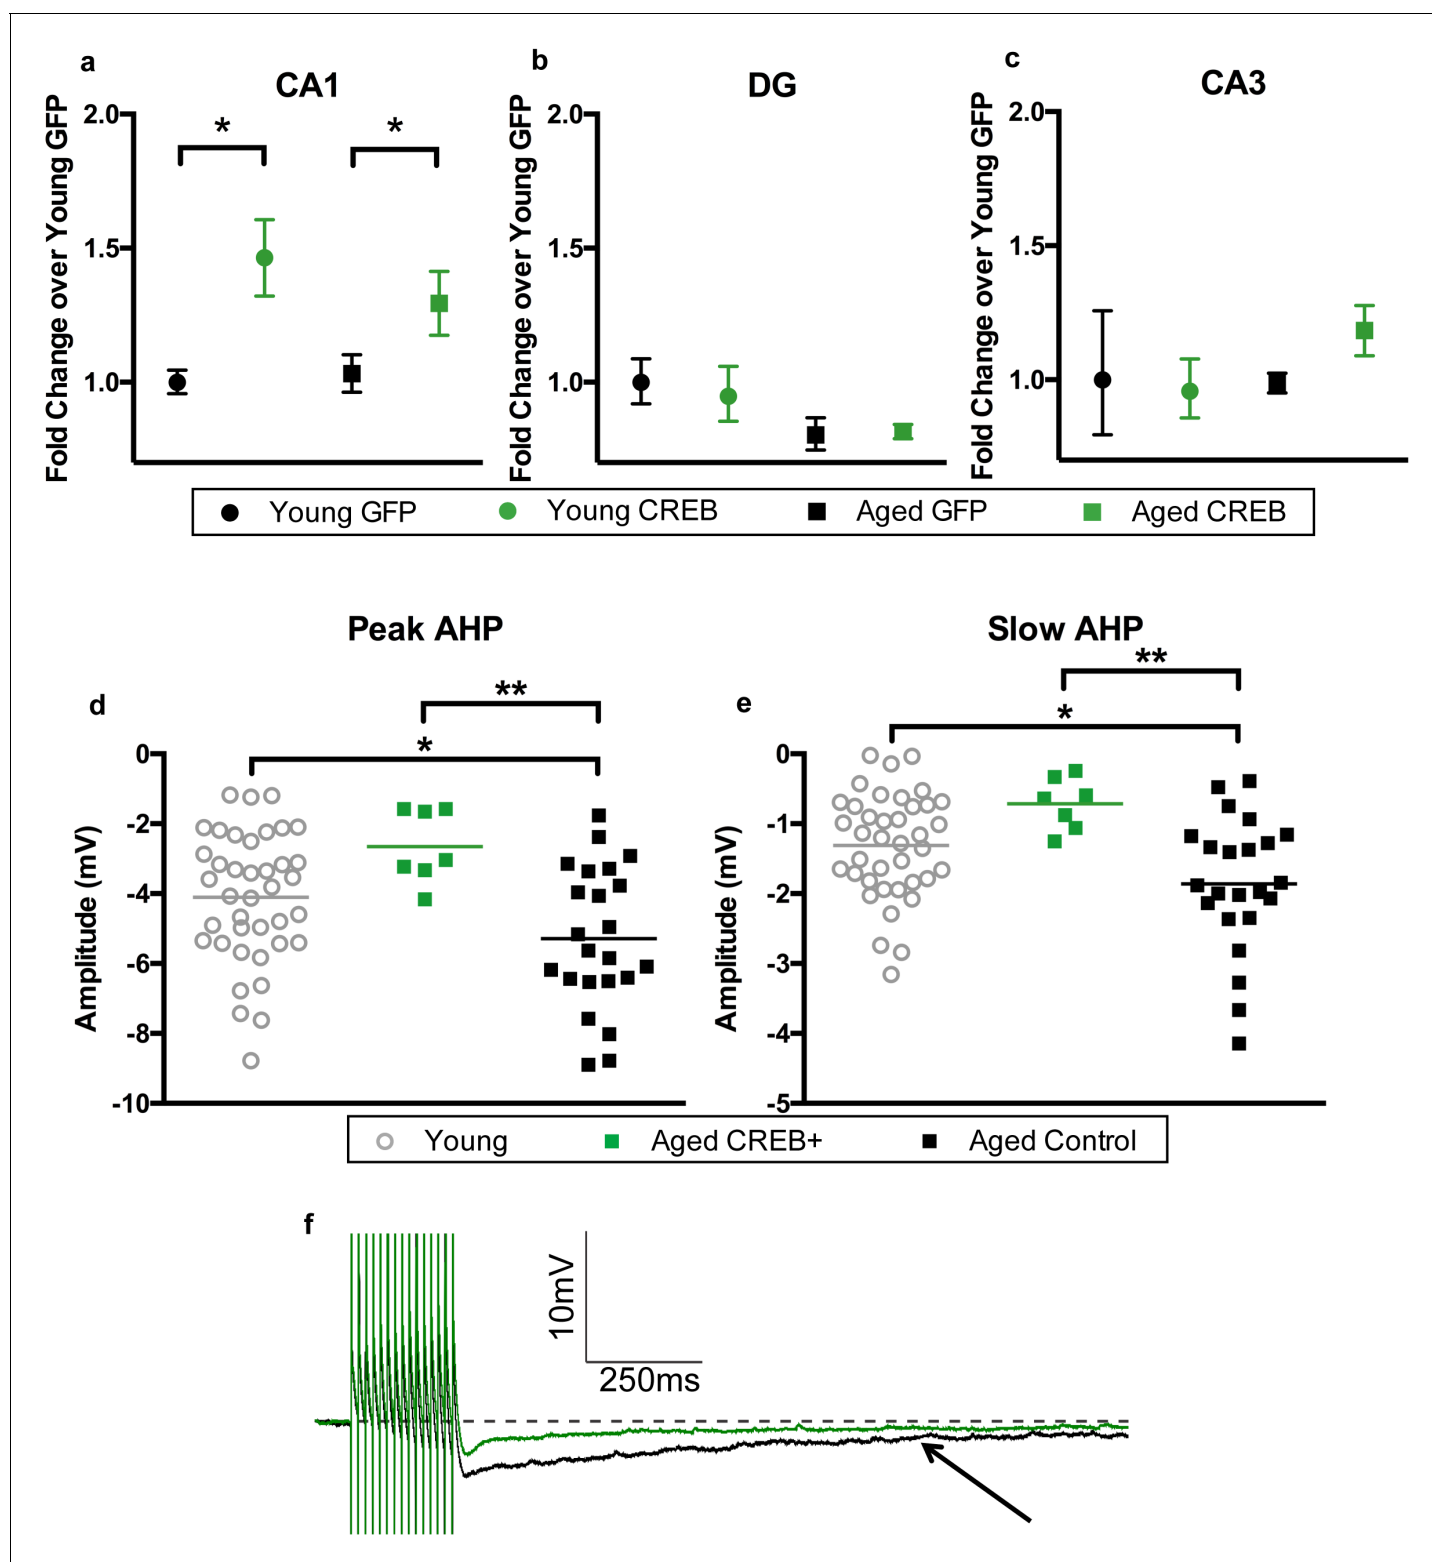 a
CA1
Fold Change over Young GFP
2.0
1.5
1.0
*
*
b
DG
Fold Change over Young GFP
2.0
1.5
1.0
c
CA3
Fold Change over Young GFP
2.0
1.5
1.0
Young GFP Young CREB Aged GFP Aged CREB
d
Peak AHP
**
*
Amplitude (mV)
0
-2
-4
-6
-8
-10
e
Slow AHP
**
*
Amplitude (mV)
0
-1
-2
-3
-4
-5
Young Aged CREB+ Aged Control
f
10mV
250ms